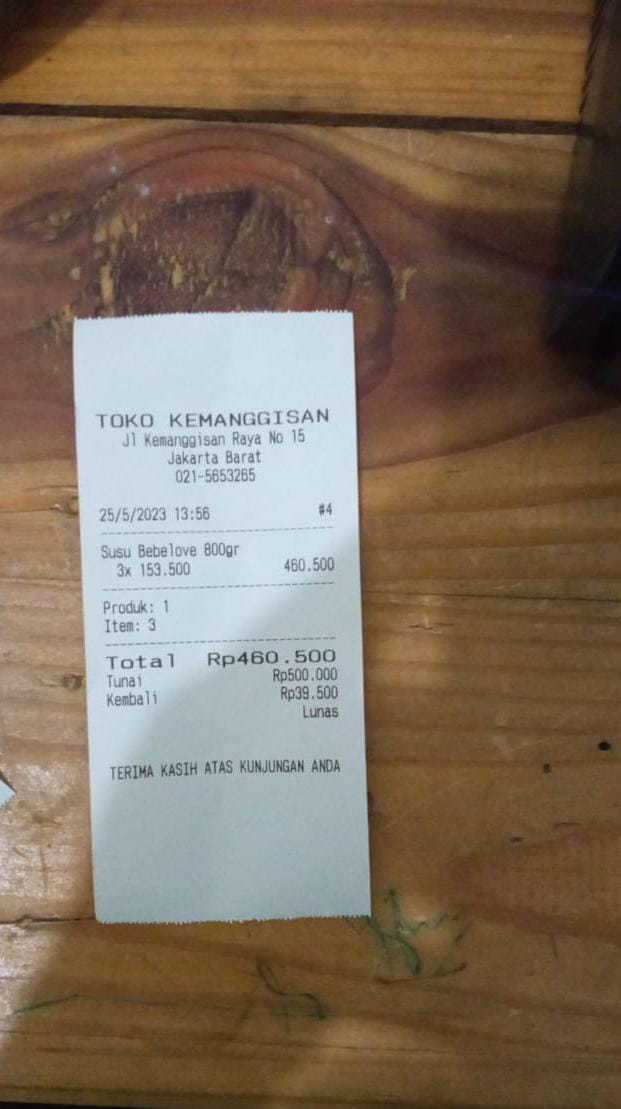 TOKO KEMANGGISAN
Jl Kemanggisan Raya No 15
Jakarta Barat
021-5653265
25/5/2023 13:56 #4
Susu Bebelove 800gr
3x 153.500 460.500
Produk: 1
Item: 3
Total Rp460.500
Tunai Rp500.000
Kembali Rp39.500
Lunas
TERIMA KASIH ATAS KUNJUNGAN ANDA